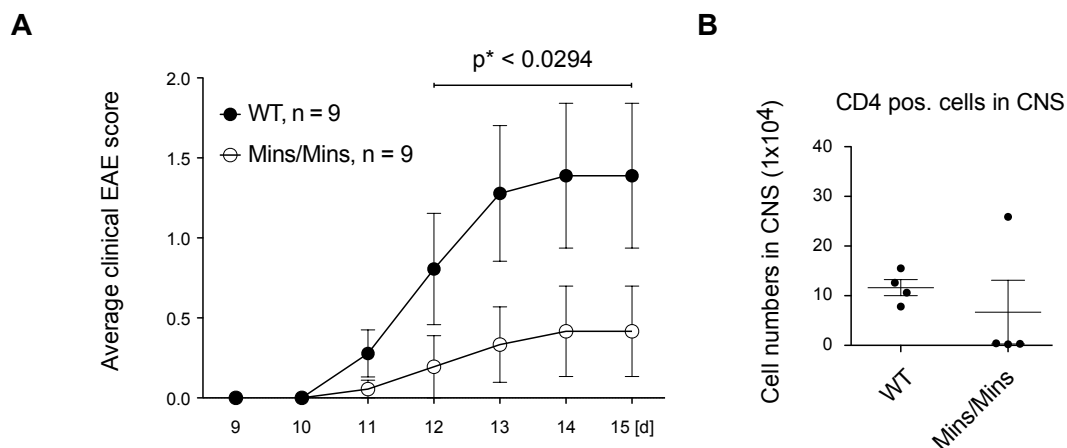 A
p* < 0.0294
Average clinical EAE score
2.0
1.5
1.0
0.5
0.0
WT, n = 9
Mins/Mins, n = 9
9 10 11 12 13 14 15 [d]
B
CD4 pos. cells in CNS
Cell numbers in CNS (1x104)
40
30
20
10
0
WT
Mins/Mins